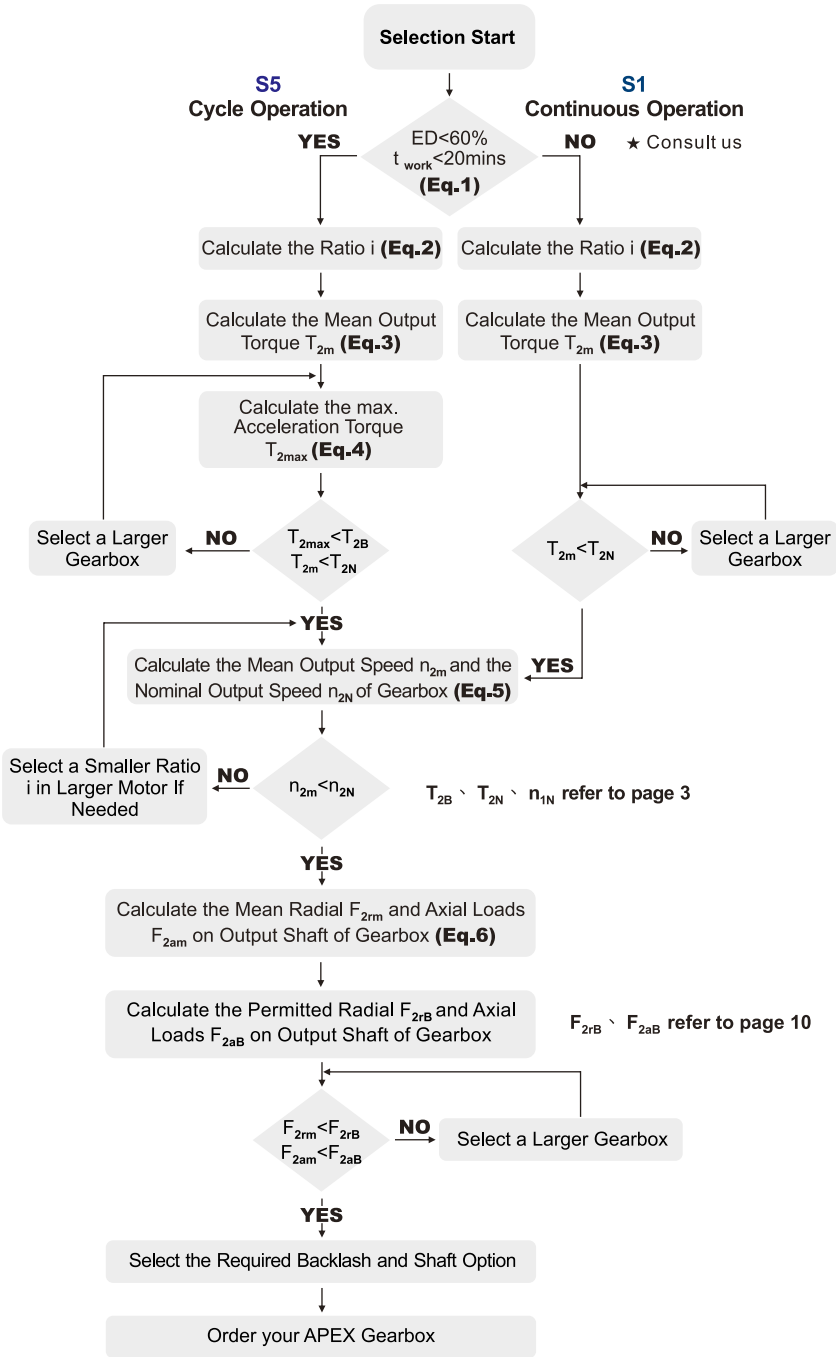 Selection Start
S5
Cycle Operation
S1
Continuous Operation
YES
ED<60%
t work<20mins
(Eq.1)
NO
★ Consult us
Calculate the Ratio i (Eq.2)
Calculate the Ratio i (Eq.2)
Calculate the Mean Output
Torque T2m (Eq.3)
Calculate the Mean Output
Torque T2m (Eq.3)
Calculate the max.
Acceleration Torque
T2max (Eq.4)
Select a Larger
Gearbox
NO
T2max<T2B
T2m<T2N
T2m<T2N
NO
Select a Larger
Gearbox
YES
Calculate the Mean Output Speed n2m and the
Nominal Output Speed n2N of Gearbox (Eq.5)
YES
Select a Smaller Ratio
i in Larger Motor If
Needed
NO
n2m<n2N
T2B、T2N、n1N refer to page 3
YES
Calculate the Mean Radial F2rm and Axial Loads
F2am on Output Shaft of Gearbox (Eq.6)
Calculate the Permitted Radial F2rB and Axial
Loads F2aB on Output Shaft of Gearbox
F2rB、F2aB refer to page 10
F2rm<F2rB
F2am<F2aB
NO
Select a Larger Gearbox
YES
Select the Required Backlash and Shaft Option
Order your APEX Gearbox